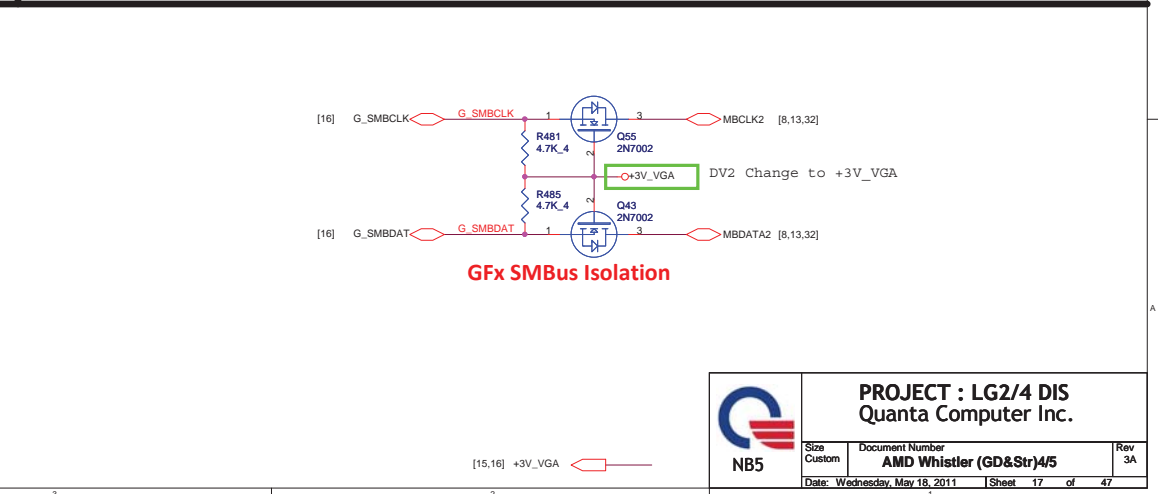 [16] G_SMBCLK G_SMBCLK 1 3 MBCLK2 [8,13,32]
R481
4.7K_4
Q55
2N7002
2
+3V_VGA DV2 Change to +3V_VGA
R485
4.7K_4
2
Q43
2N7002
[16] G_SMBDAT G_SMBDAT 1 3 MBDATA2 [8,13,32]
GFx SMBus Isolation
A
PROJECT : LG2/4 DIS
Quanta Computer Inc.
NB5
Size
Custom
Document Number
AMD Whistler (GD&Str)4/5
Rev
3A
Date: Wednesday, May 18, 2011 Sheet 17 of 47
[15,16] +3V_VGA